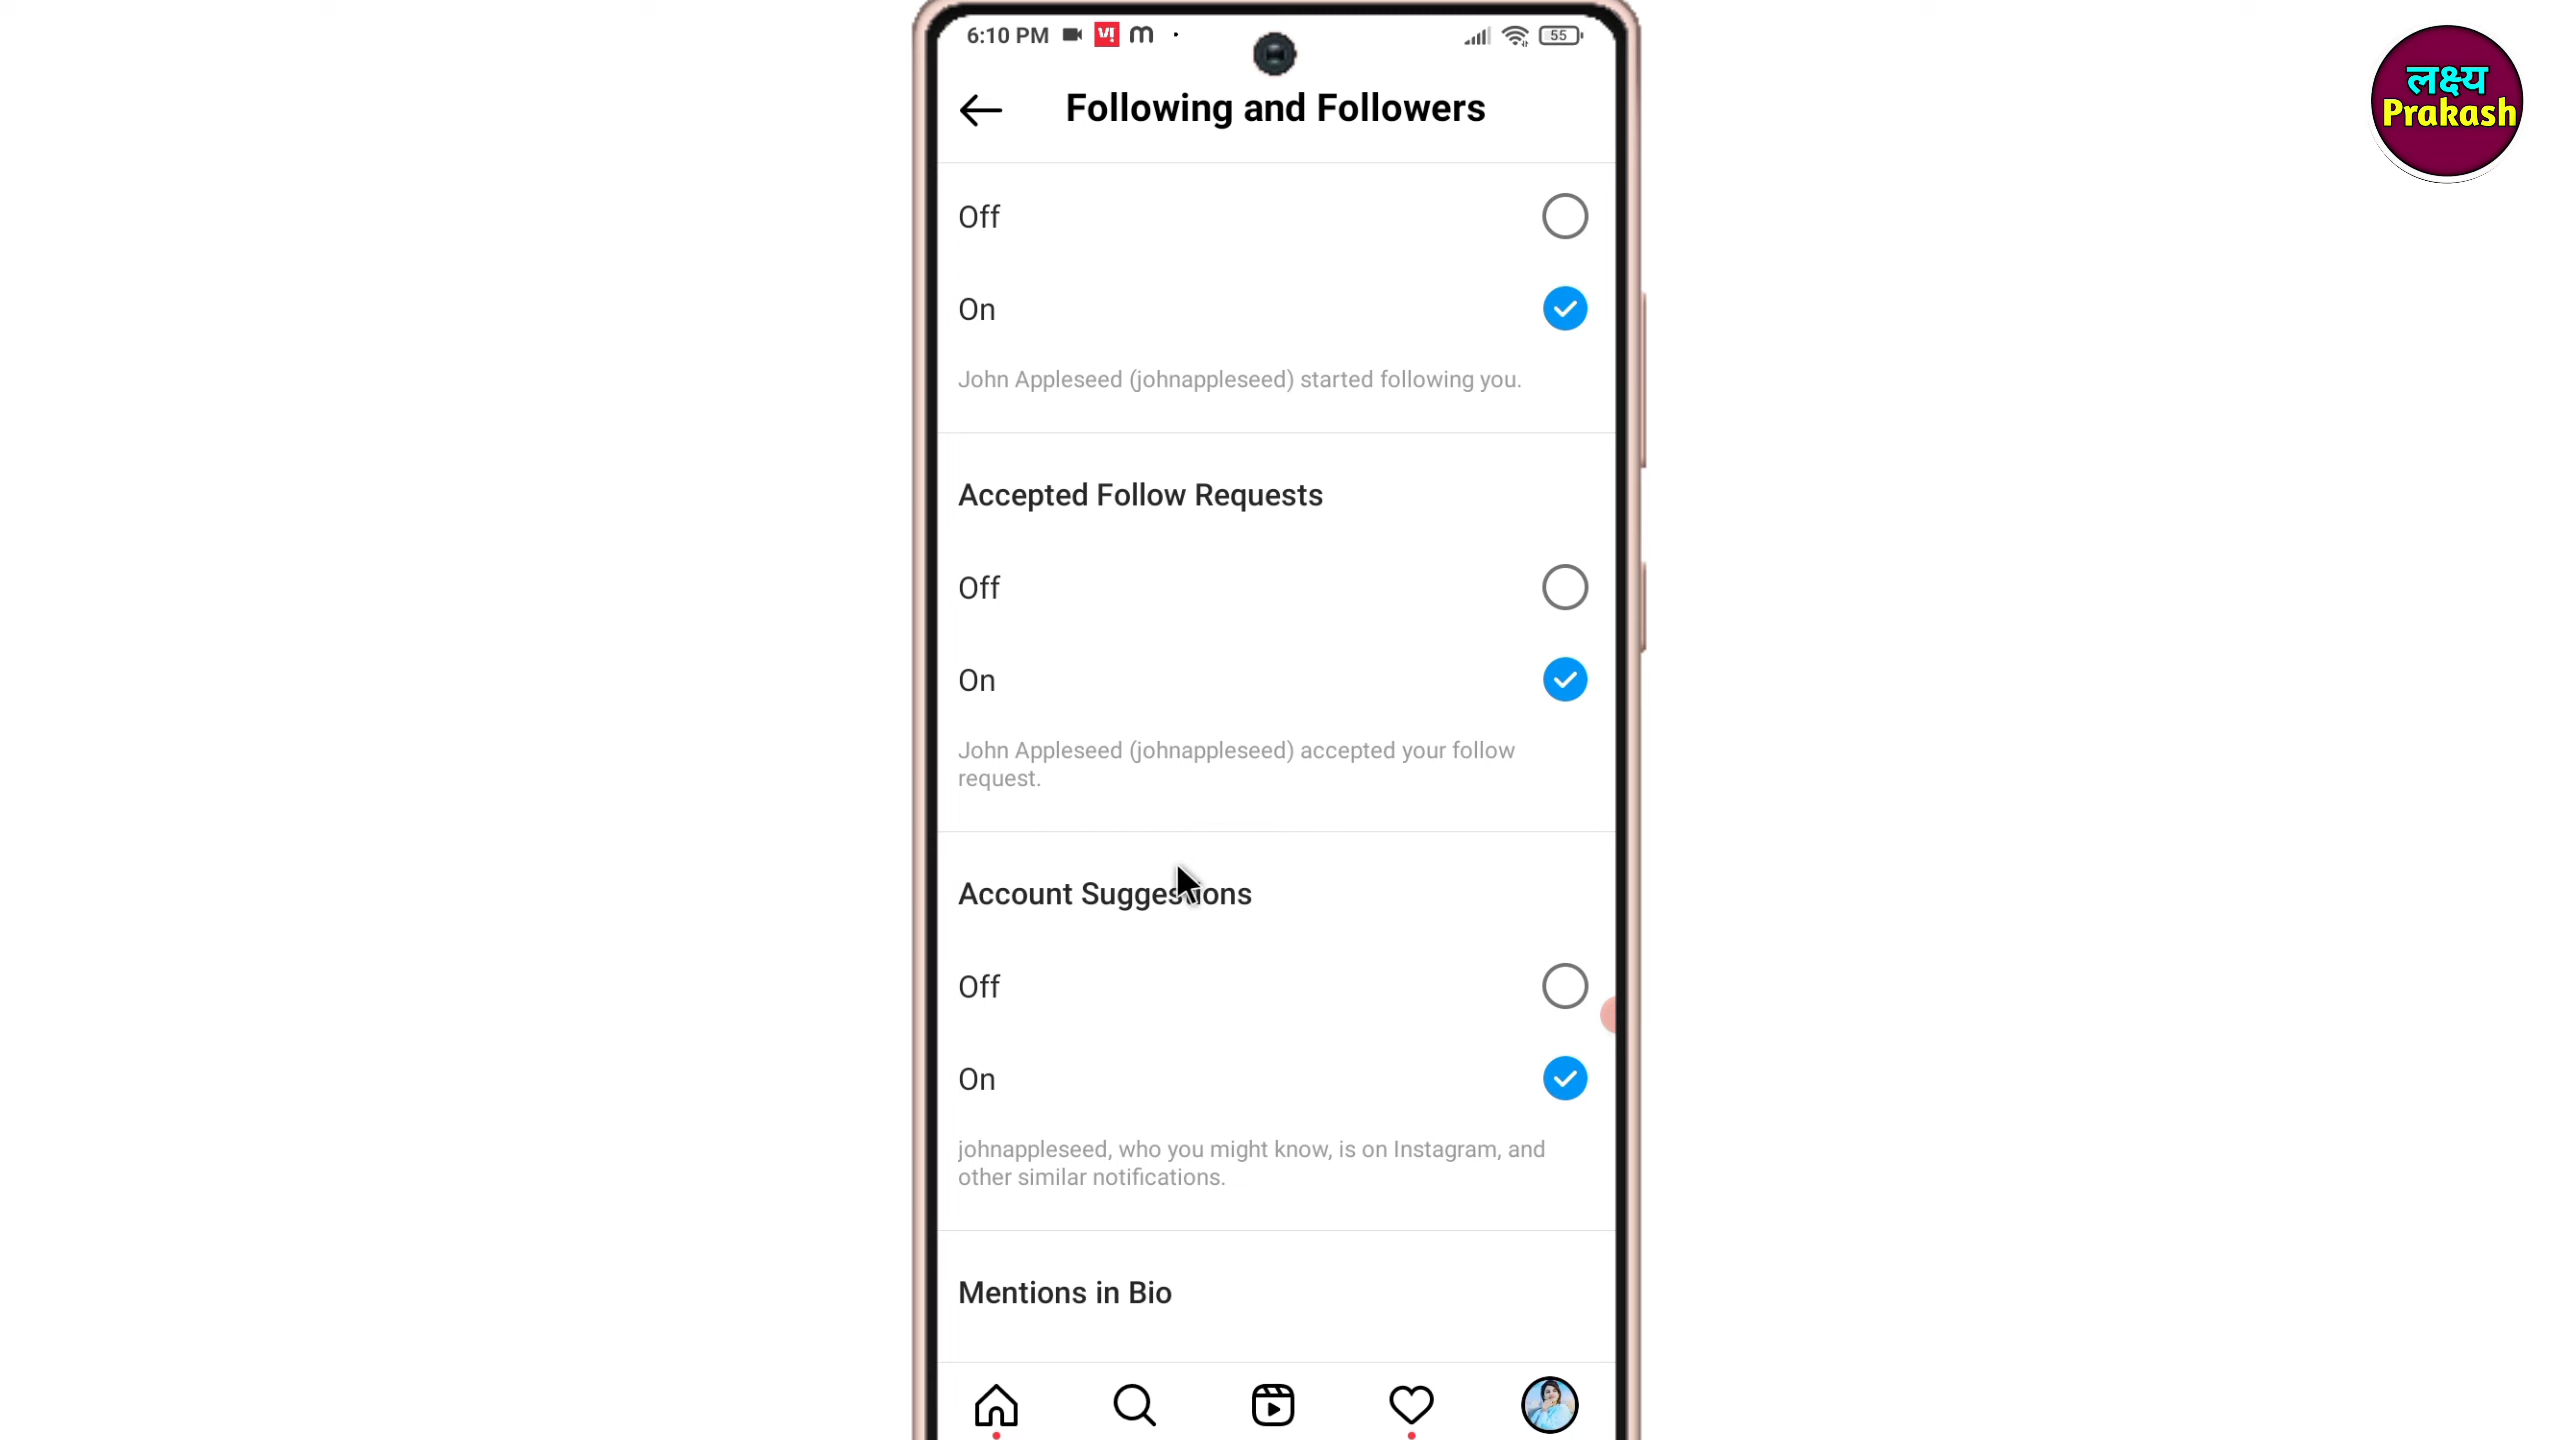 6:10 PM
55
लक्ष्य
Prakash
Following and Followers
Off
On
John Appleseed (johnappleseed) started following you.
Accepted Follow Requests
Off
On
John Appleseed (johnappleseed) accepted your follow
request.
Account Suggestions
Off
On
johnappleseed, who you might know, is on Instagram, and
other similar notifications.
Mentions in Bio